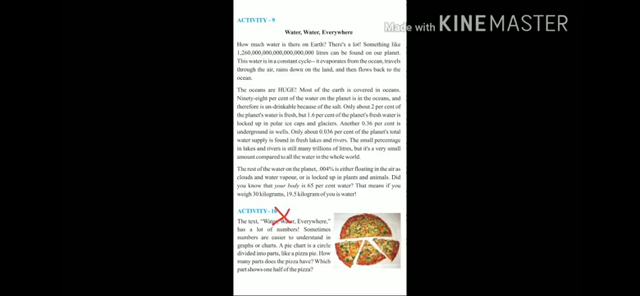 Made with KINEMASTER
ACTIVITY - 9
Water, Water, Everywhere
How much water is there on Earth? There's a lot! Something like
1,260,000,000,000,000,000,000 litres can be found on our planet.
This water is in a constant cycle-- it evaporates from the ocean, travels
through the air, rains down on the land, and then flows back to the
ocean.
The oceans are HUGE! Most of the earth is covered in oceans.
Ninety-eight per cent of the water on the planet is in the oceans, and
therefore is un-drinkable because of the salt. Only about 2 per cent of
the planet's water is fresh, but 1.6 per cent of the planet's fresh water is
locked up in polar ice caps and glaciers. Another 0.36 per cent is
underground in wells. Only about 0.036 per cent of the planet's total
water supply is found in fresh lakes and rivers. The small percentage
in lakes and rivers is still many trillions of litres, but it's a very small
amount compared to all the water in the whole world.
The rest of the water on the planet, .004% is either floating in the air as
clouds and water vapour, or is locked up in plants and animals. Did
you know that your body is 65 per cent water? That means if you
weigh 30 kilograms, 19.5 kilogram of you is water!
ACTIVITY - 10
The text, "Water, Water, Everywhere,"
has a lot of numbers! Sometimes
numbers are easier to understand in
graphs or charts. A pie chart is a circle
divided into parts, like a pizza pie. How
many parts does the pizza have? Which
part shows one half of the pizza?